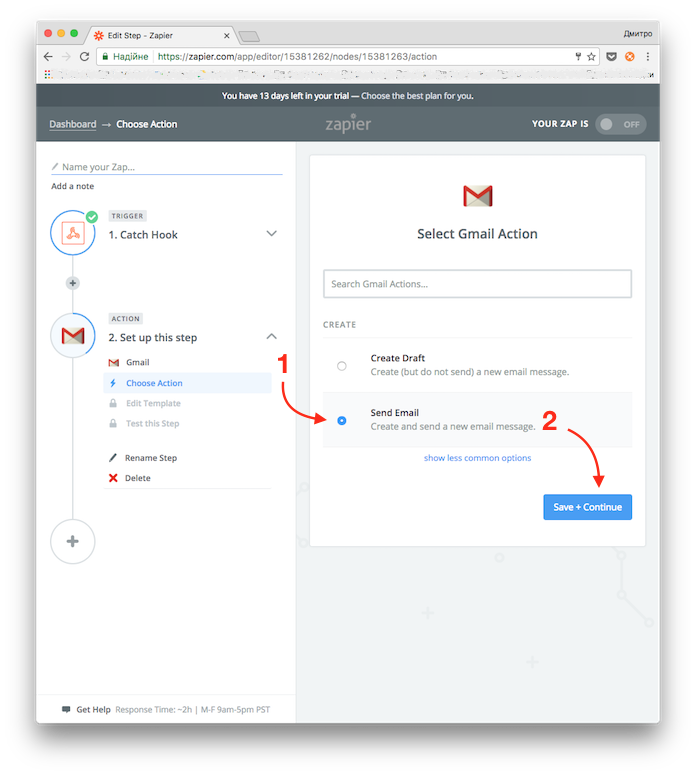 Edit Step - Zapier
Дмитро
Надійне
https://zapier.com/app/editor/15381262/nodes/15381263/action
You have 13 days left in your trial — Choose the best plan for you.
Dashboard → Choose Action
zapier
YOUR ZAP IS
OFF
Name your Zap...
Add a note
TRIGGER
1. Catch Hook
ACTION
2. Set up this step
Gmail
Choose Action
Edit Template
Test this Step
Rename Step
Delete
Get Help Response Time: ~2h | M-F 9am-5pm PST
Select Gmail Action
Search Gmail Actions...
CREATE
Create Draft
Create (but do not send) a new email message.
1
Send Email
Create and send a new email message.
2
show less common options
Save + Continue